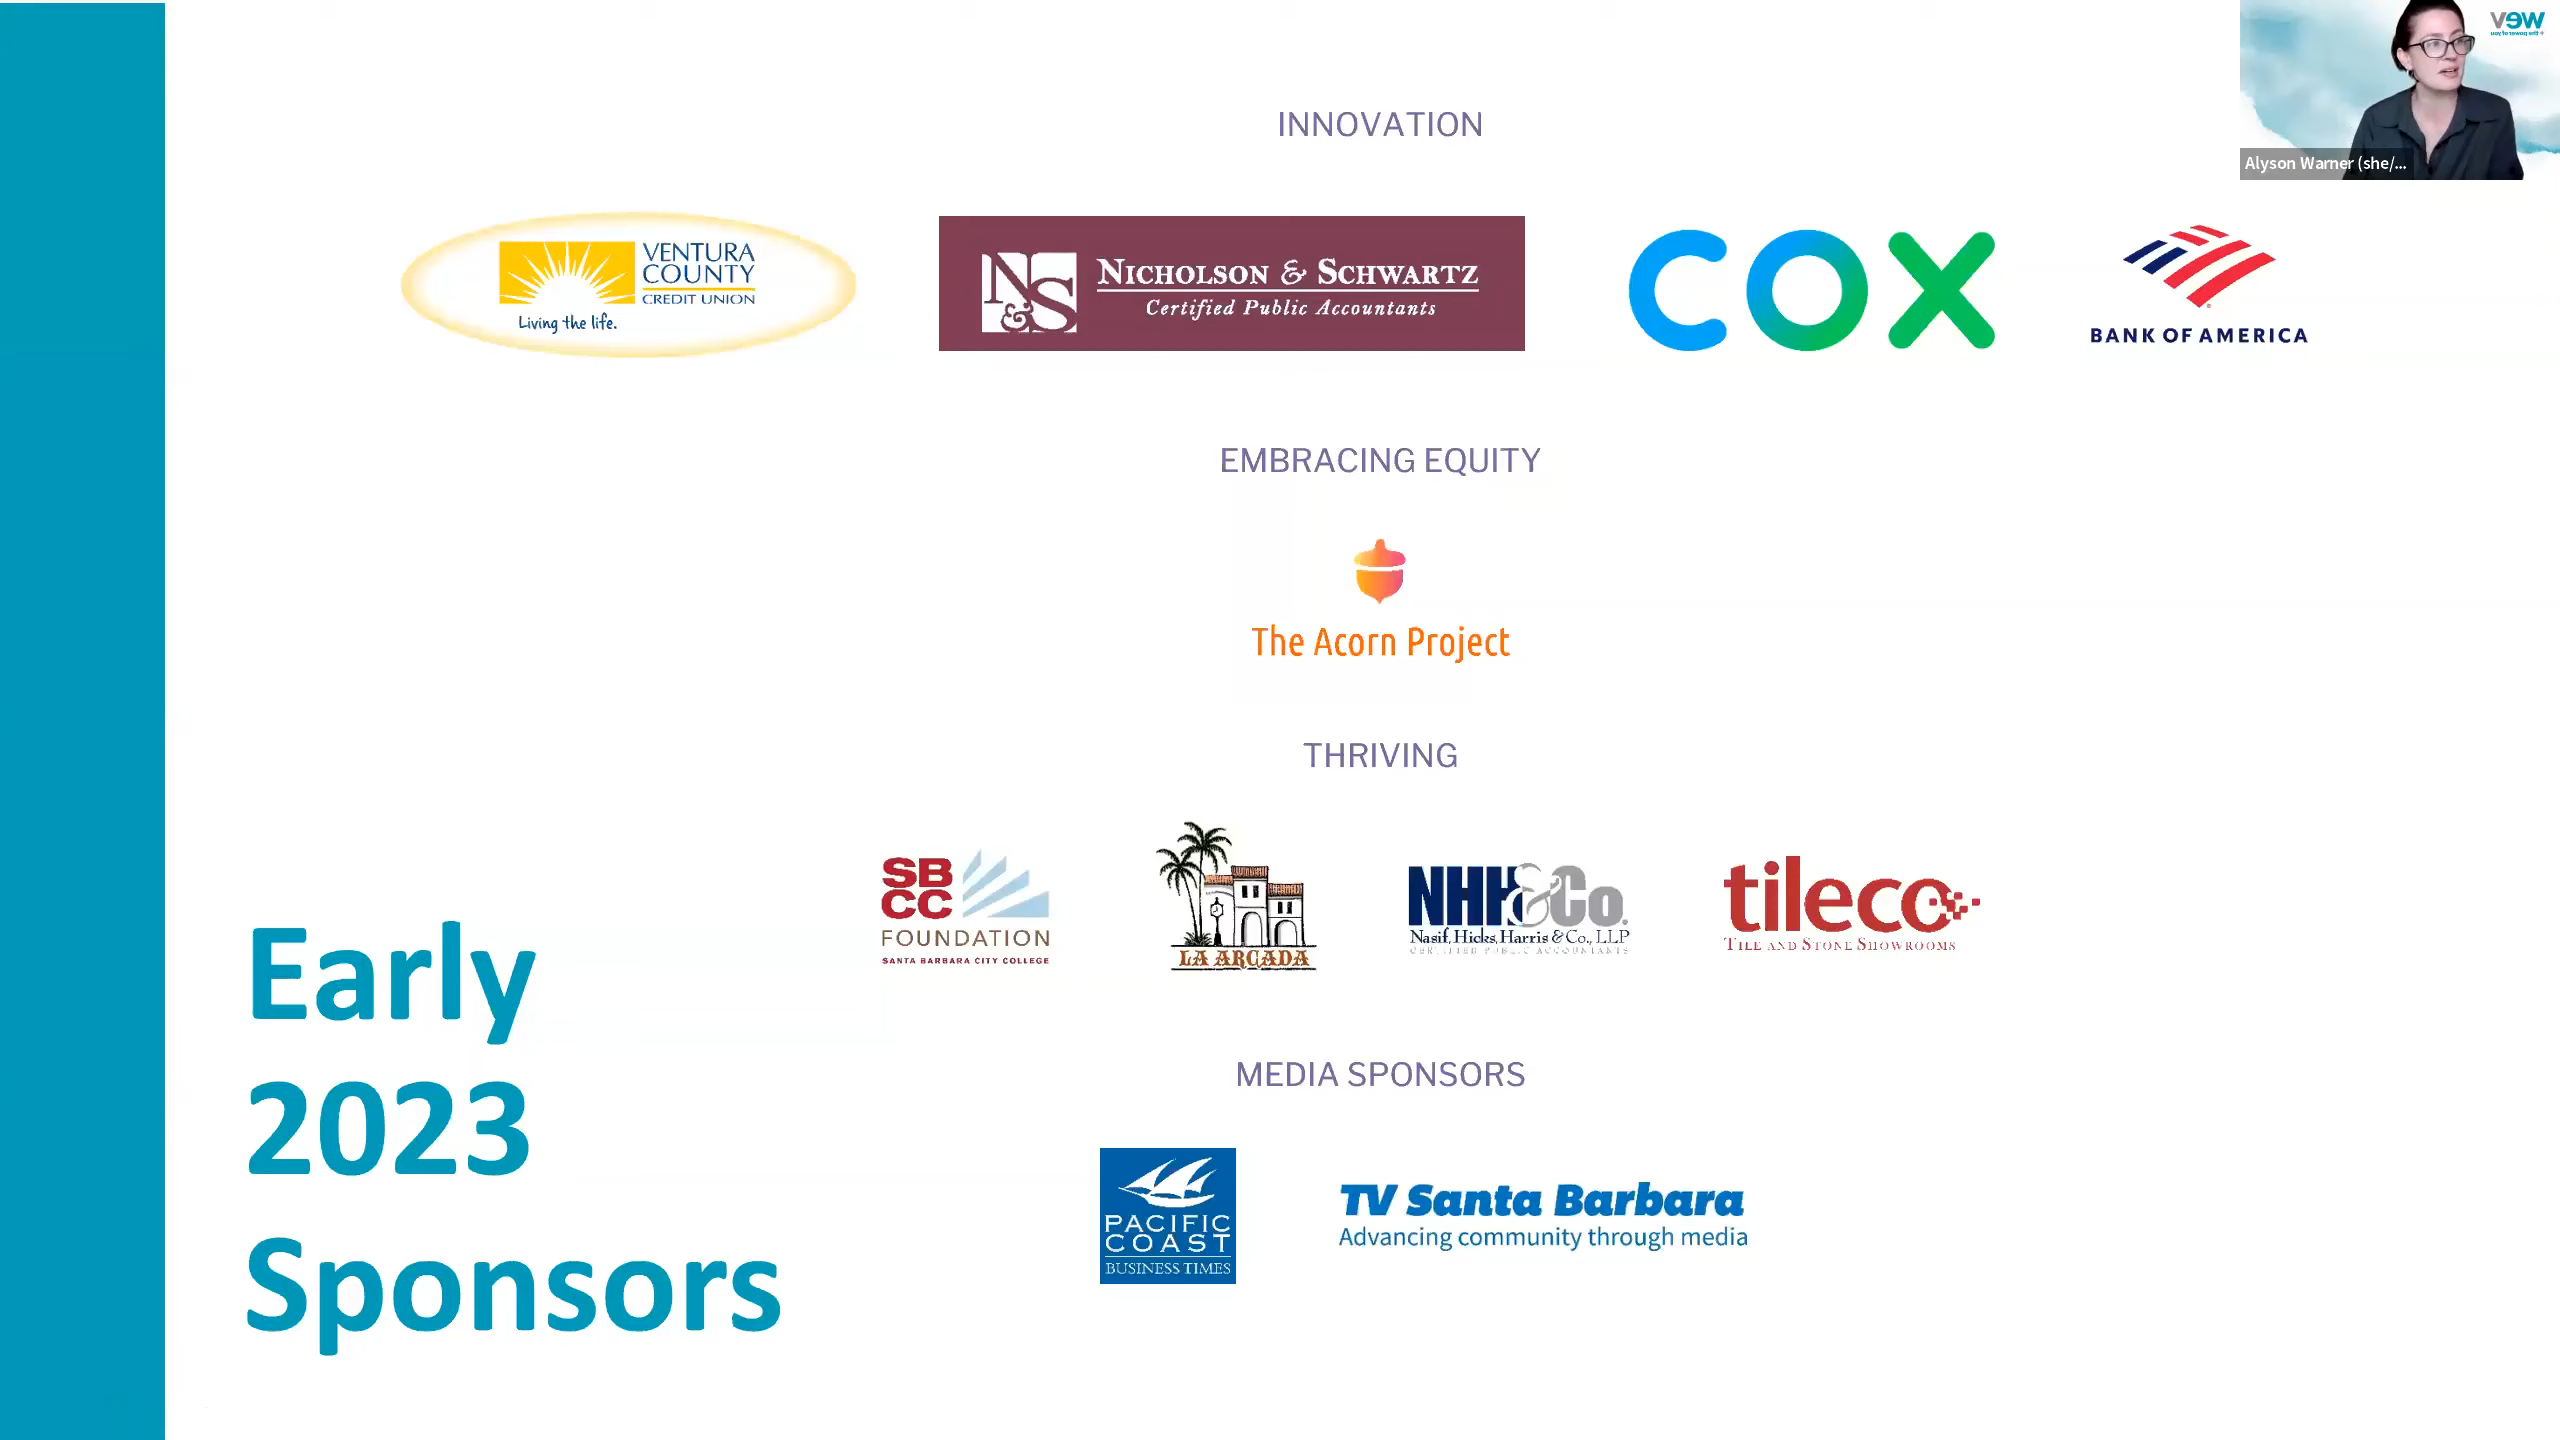 INNOVATION
VENTURA
COUNTY
CREDIT UNION
Living the life.
N&S
NICHOLSON & SCHWARTZ
Certified Public Accountants
COX
BANK OF AMERICA
Alyson Warner (she/...
EMBRACING EQUITY
The Acorn Project
THRIVING
SB
CC
FOUNDATION
SANTA BARBARA CITY COLLEGE
LA ARCADA
NHH&Co.
Nasif, Hicks, Harris & Co., LLP
CERTIFIED PUBLIC ACCOUNTANTS
tileco
TILE AND STONE SHOWROOMS
Early
2023
Sponsors
MEDIA SPONSORS
PACIFIC
COAST
BUSINESS TIMES
TV Santa Barbara
Advancing community through media